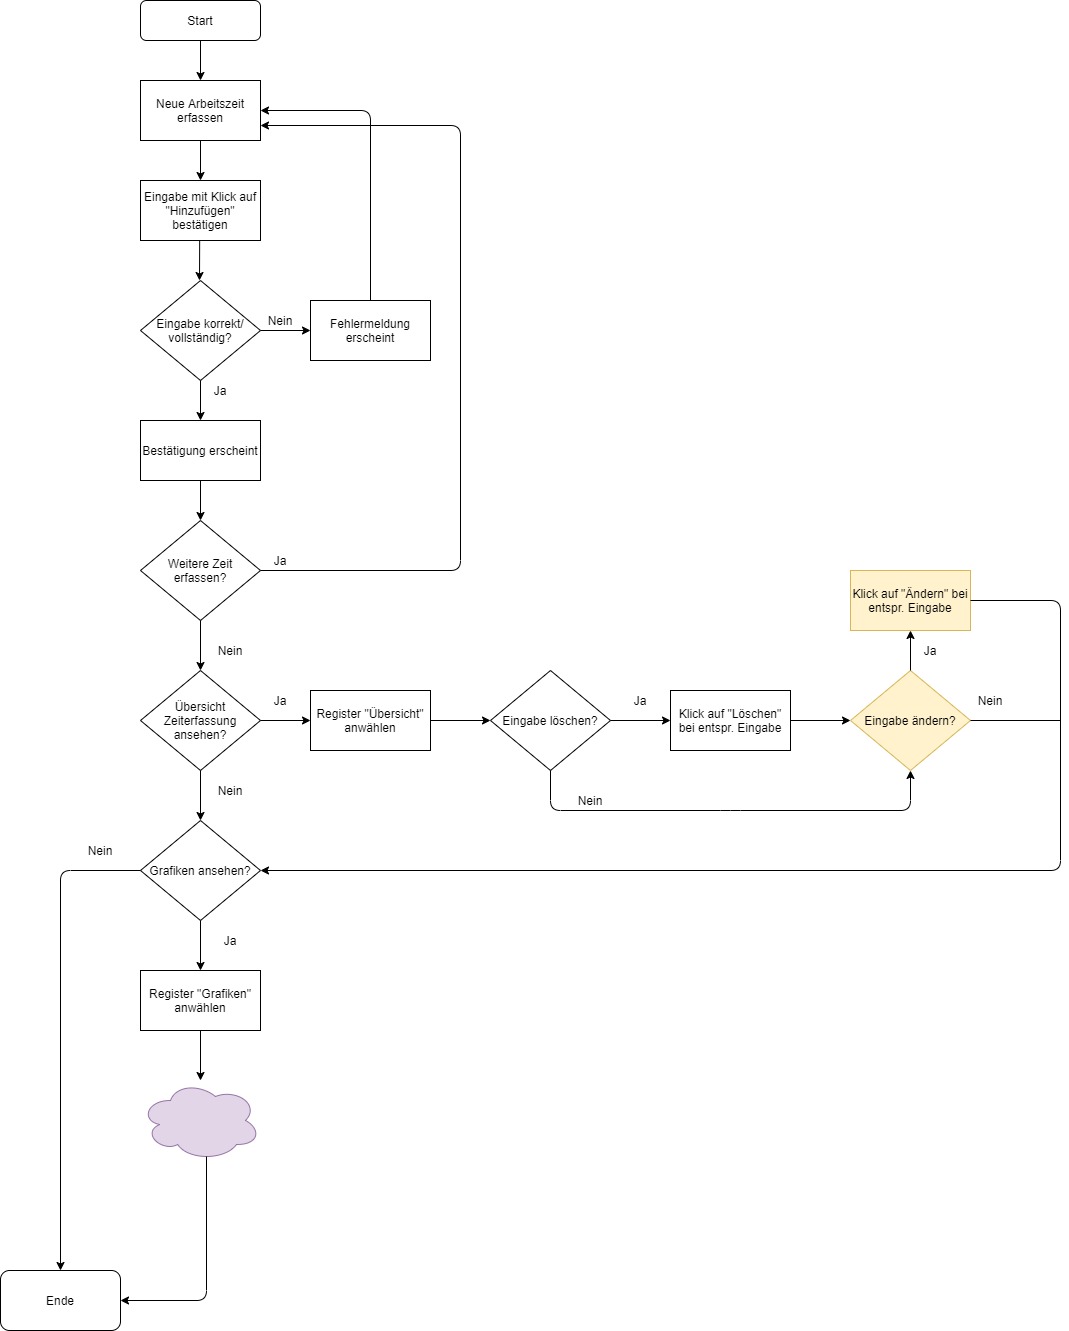 Start
Neue Arbeitszeit
erfassen
Eingabe mit Klick auf
"Hinzufügen"
bestätigen
Eingabe korrekt/
vollständig?
Nein
Fehlermeldung
erscheint
Ja
Bestätigung erscheint
Weitere Zeit
erfassen?
Ja
Nein
Übersicht
Zeiterfassung
ansehen?
Ja
Register "Übersicht"
anwählen
Eingabe löschen?
Ja
Klick auf "Löschen"
bei entspr. Eingabe
Nein
Eingabe ändern?
Ja
Klick auf "Ändern" bei
entspr. Eingabe
Nein
Nein
Grafiken ansehen?
Nein
Ja
Register "Grafiken"
anwählen
Ende